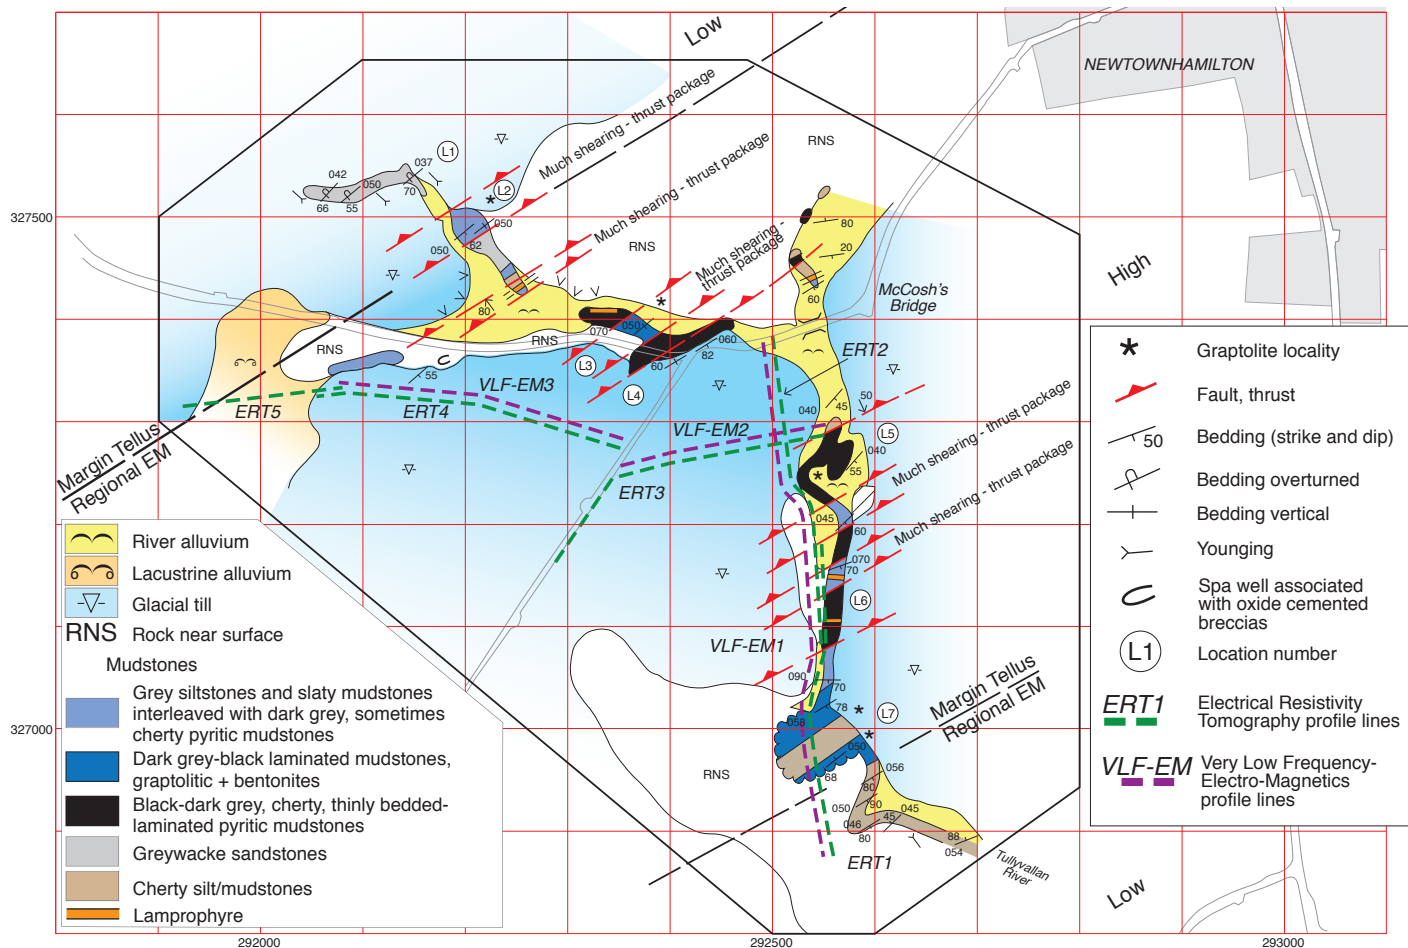 Low
NEWTOWNHAMILTON
Much shearing - thrust package
L1
037
042
050
70
66
55
L2
050
RNS
Much shearing - thrust package
327500
62
050
RNS
80
20
Much shearing -
thrust package
High
60
McCosh's
Bridge
80
070
050
060
82
RNS
RNS
60
L3
L4
55
ERT2
VLF-EM3
ERT5
ERT4
50
45
040
VLF-EM2
L5
040
55
Much shearing - thrust package
Margin Tellus
Regional EM
ERT3
045
60
Much shearing - thrust package
070
70
L6
VLF-EM1
090
70
78
L7
058
Margin Tellus
Regional EM
327000
050
RNS
68
056
80
90
050
045
45
046
80
88
054
ERT1
Tullyvallan
River
Low
292000
292500
293000
River alluvium
Lacustrine alluvium
Glacial till
RNS Rock near surface
Mudstones
Grey siltstones and slaty mudstones
interleaved with dark grey, sometimes
cherty pyritic mudstones
Dark grey-black laminated mudstones,
graptolitic + bentonites
Black-dark grey, cherty, thinly bedded-
laminated pyritic mudstones
Greywacke sandstones
Cherty silt/mudstones
Lamprophyre
* Graptolite locality
Fault, thrust
50 Bedding (strike and dip)
Bedding overturned
Bedding vertical
Younging
Spa well associated
with oxide cemented
breccias
L1 Location number
ERT1 Electrical Resistivity
Tomography profile lines
VLF-EM Very Low Frequency-
Electro-Magnetics
profile lines